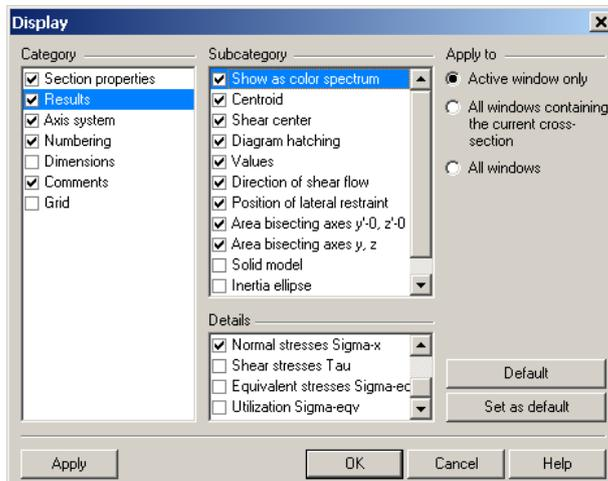 Display
Category
Section properties
Results
Axis system
Numbering
Dimensions
Comments
Grid
Subcategory
Show as color spectrum
Centroid
Shear center
Diagram hatching
Values
Direction of shear flow
Position of lateral restraint
Area bisecting axes y'-0, z'-0
Area bisecting axes y, z
Solid model
Inertia ellipse
Details
Normal stresses Sigma-x
Shear stresses Tau
Equivalent stresses Sigma-eq
Utilization Sigma-eqv
Apply to
Active window only
All windows containing
the current cross-
section
All windows
Default
Set as default
Apply
OK
Cancel
Help